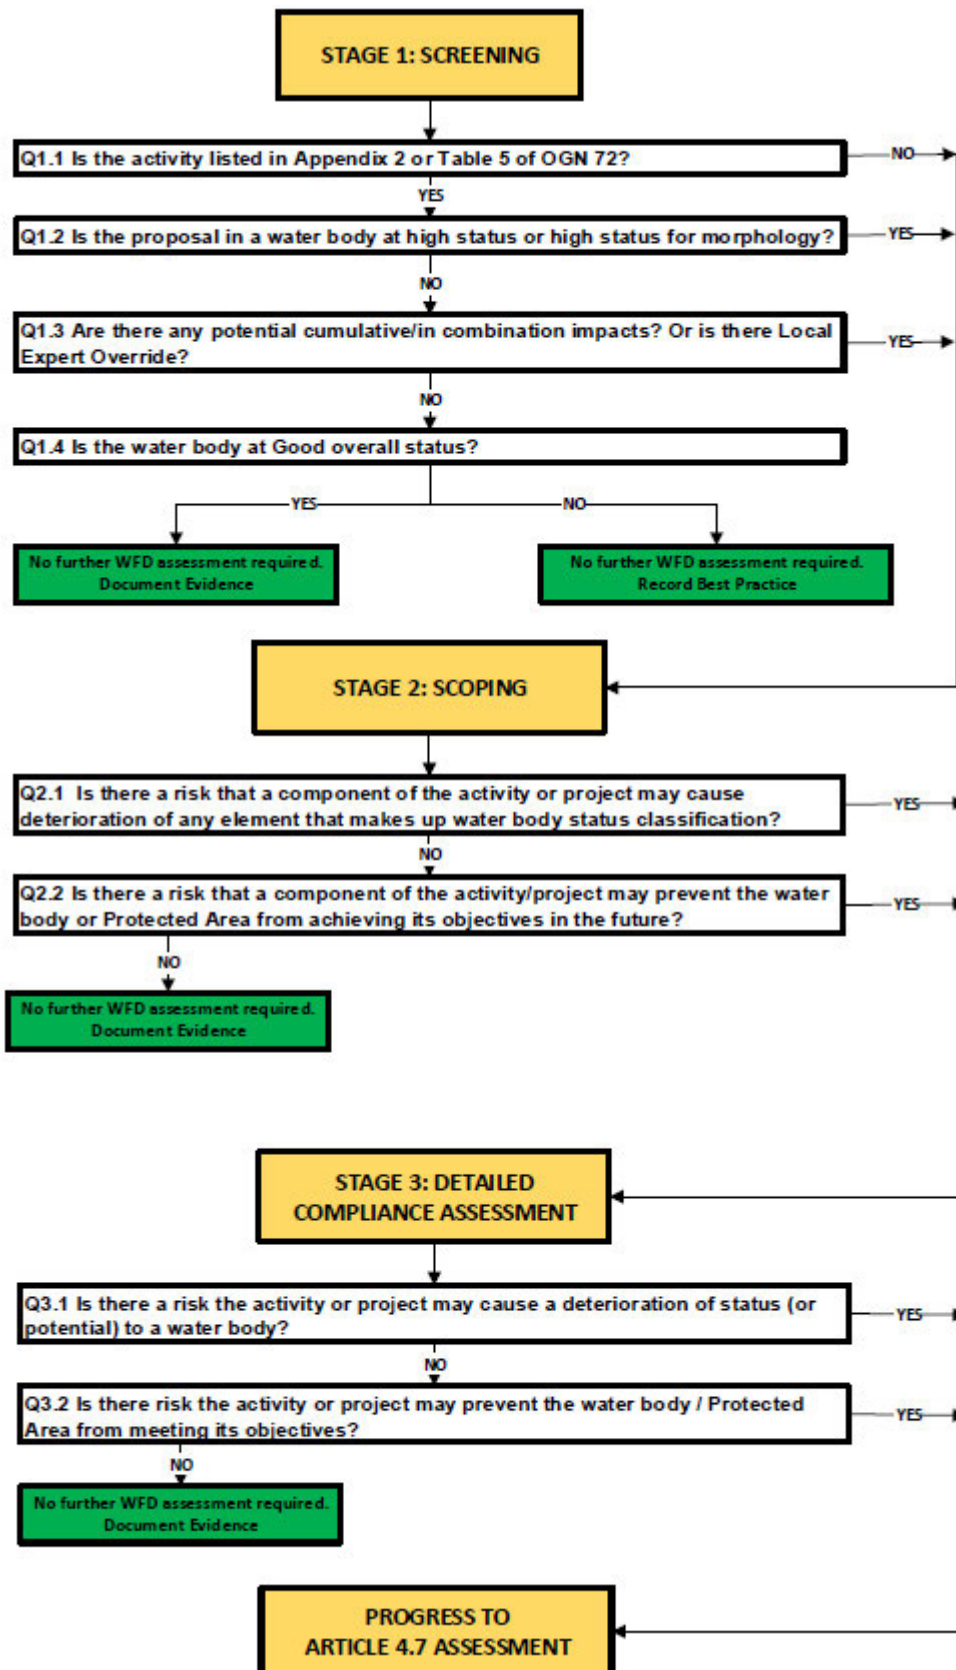 STAGE 1: SCREENING
Q1.1 Is the activity listed in Appendix 2 or Table 5 of OGN 72?
NO
YES
Q1.2 Is the proposal in a water body at high status or high status for morphology?
YES
NO
Q1.3 Are there any potential cumulative/in combination impacts? Or is there Local
Expert Override?
YES
NO
Q1.4 Is the water body at Good overall status?
YES
NO
No further WFD assessment required.
Document Evidence
No further WFD assessment required.
Record Best Practice
STAGE 2: SCOPING
Q2.1 Is there a risk that a component of the activity or project may cause
deterioration of any element that makes up water body status classification?
YES
NO
Q2.2 Is there a risk that a component of the activity/project may prevent the water
body or Protected Area from achieving its objectives in the future?
YES
NO
No further WFD assessment required.
Document Evidence
STAGE 3: DETAILED
COMPLIANCE ASSESSMENT
Q3.1 Is there a risk the activity or project may cause a deterioration of status (or
potential) to a water body?
YES
NO
Q3.2 Is there risk the activity or project may prevent the water body / Protected
Area from meeting its objectives?
YES
NO
No further WFD assessment required.
Document Evidence
PROGRESS TO
ARTICLE 4.7 ASSESSMENT